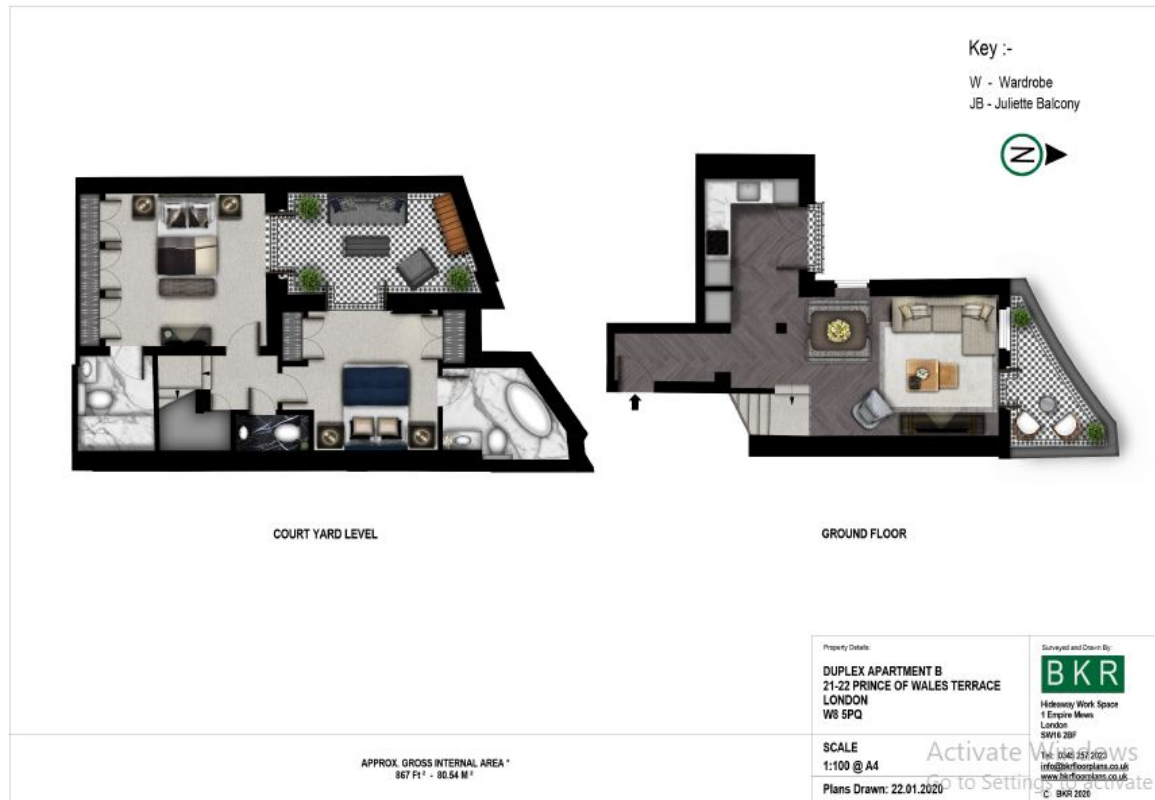 Key :-
W - Wardrobe
JB - Juliette Balcony
N
COURT YARD LEVEL
GROUND FLOOR
Property Details:
DUPLEX APARTMENT B
21-22 PRINCE OF WALES TERRACE
LONDON
W8 5PQ
SCALE
1:100 @ A4
Plans Drawn: 22.01.2020
Surveyed and Drawn By:
BKR
Hideaway Work Space
1 Empire Mews
London
SW16 2BF
Tel:
info@bkrfloorplans.co.uk
www.bkrfloorplans.co.uk
C BKR 2020
APPROX. GROSS INTERNAL AREA *
867 Ft² - 80.54 M²
Activate Windows
Go to Settings to activate